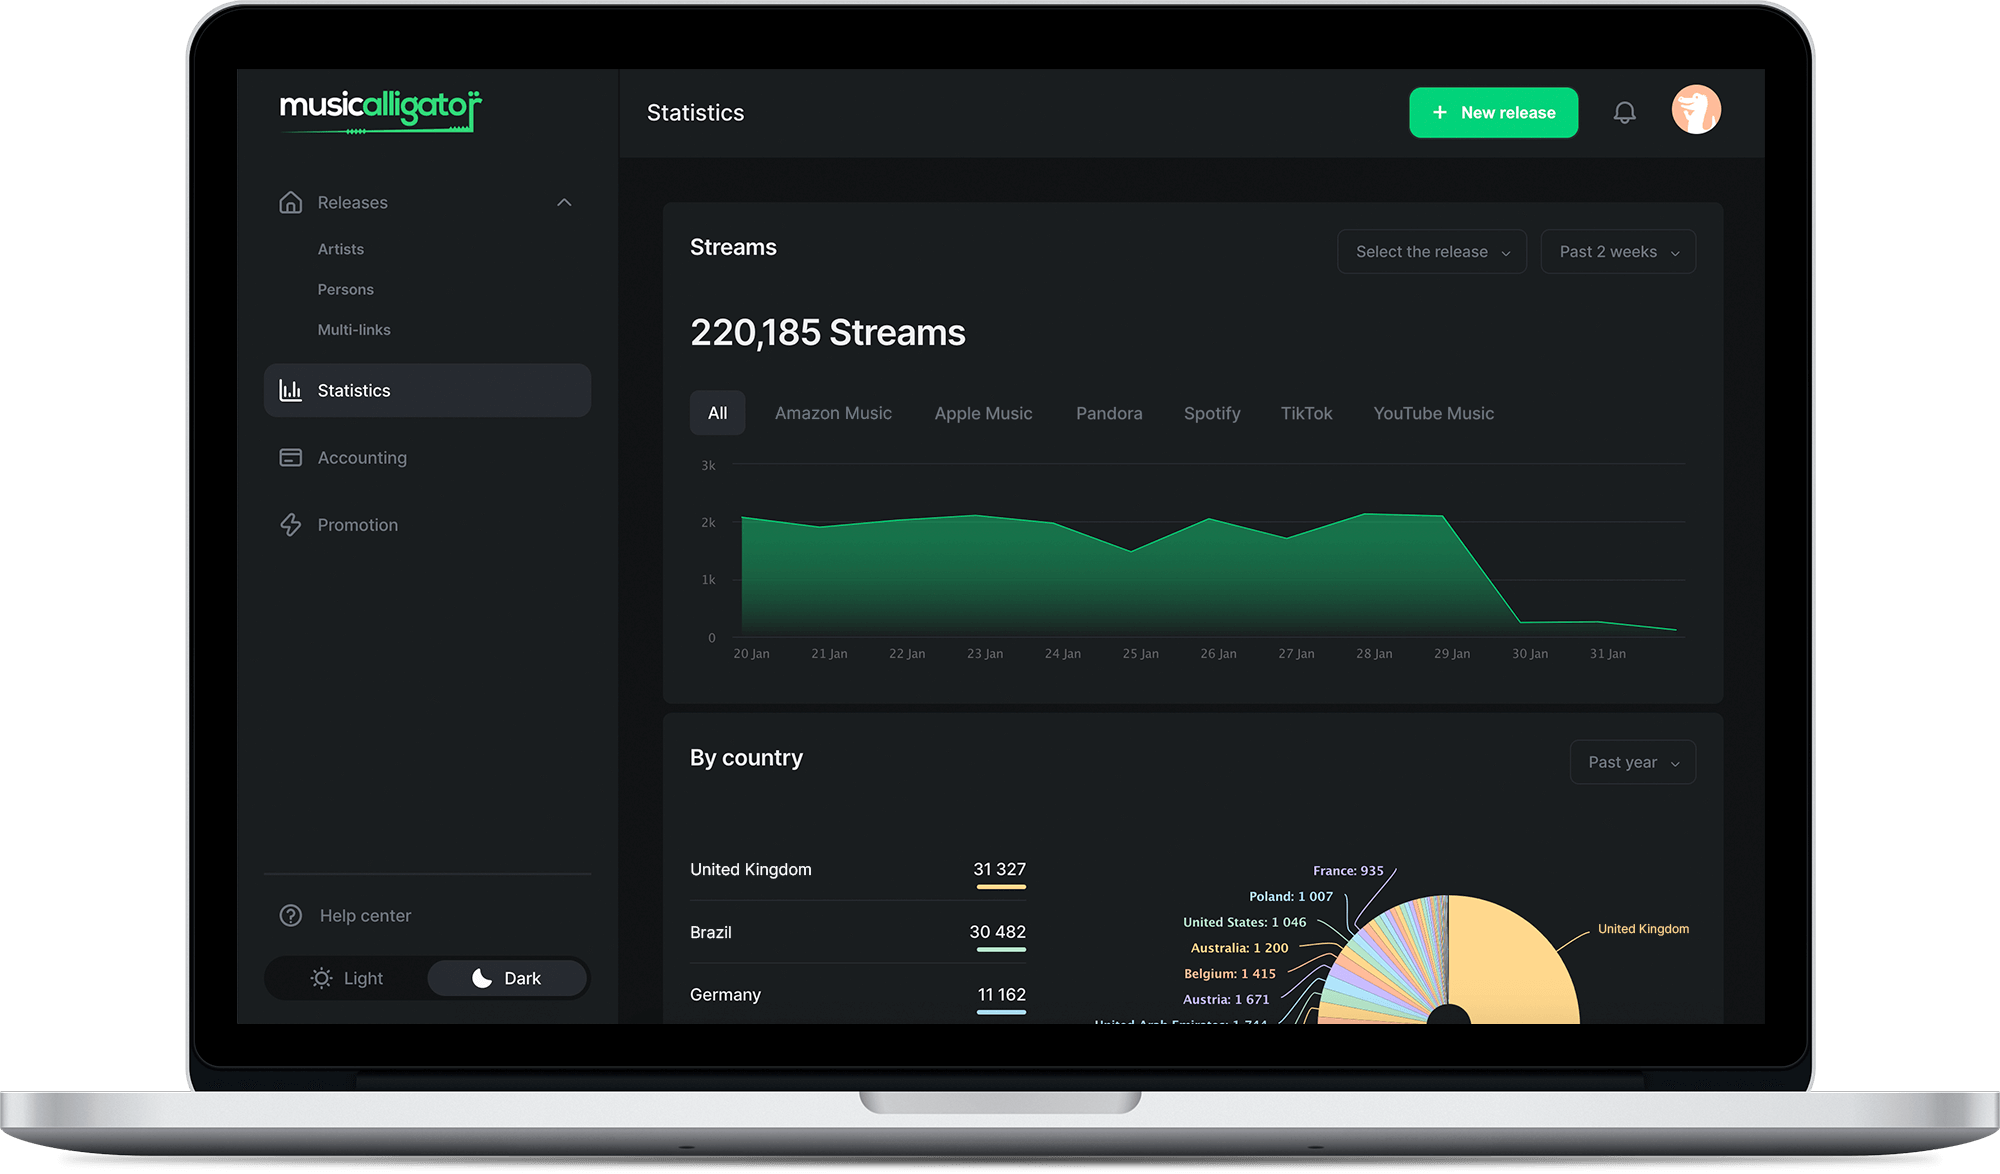 musicalligator
Statistics
+ New release
Releases
Artists
Persons
Multi-links
Statistics
Accounting
Promotion
Help center
Light
Dark
Streams
Select the release
Past 2 weeks
220,185 Streams
All
Amazon Music
Apple Music
Pandora
Spotify
TikTok
YouTube Music
3k
2k
1k
0
20 Jan
21 Jan
22 Jan
23 Jan
24 Jan
25 Jan
26 Jan
27 Jan
28 Jan
29 Jan
30 Jan
31 Jan
By country
Past year
United Kingdom 31 327
Brazil 30 482
Germany 11 162
France: 935
Poland: 1 007
United States: 1 046
Australia: 1 200
Belgium: 1 415
Austria: 1 671
United Arab Emirates: 1 744
United Kingdom